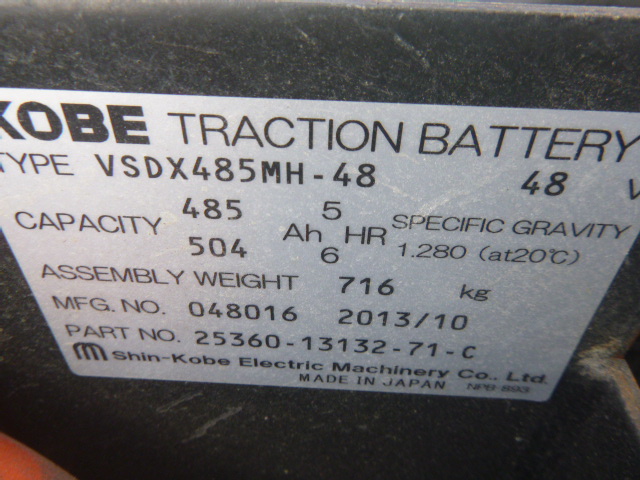 KOBE TRACTION BATTERY
TYPE VSDX485MH-48 48 V
CAPACITY 485 Ah 5 HR SPECIFIC GRAVITY
504 6 1.280 (at20℃)
ASSEMBLY WEIGHT 716 kg
MFG. NO. 048016 2013/10
PART NO. 25360-13132-71-C
Shin-Kobe Electric Machinery Co., Ltd.
MADE IN JAPAN NPB-893